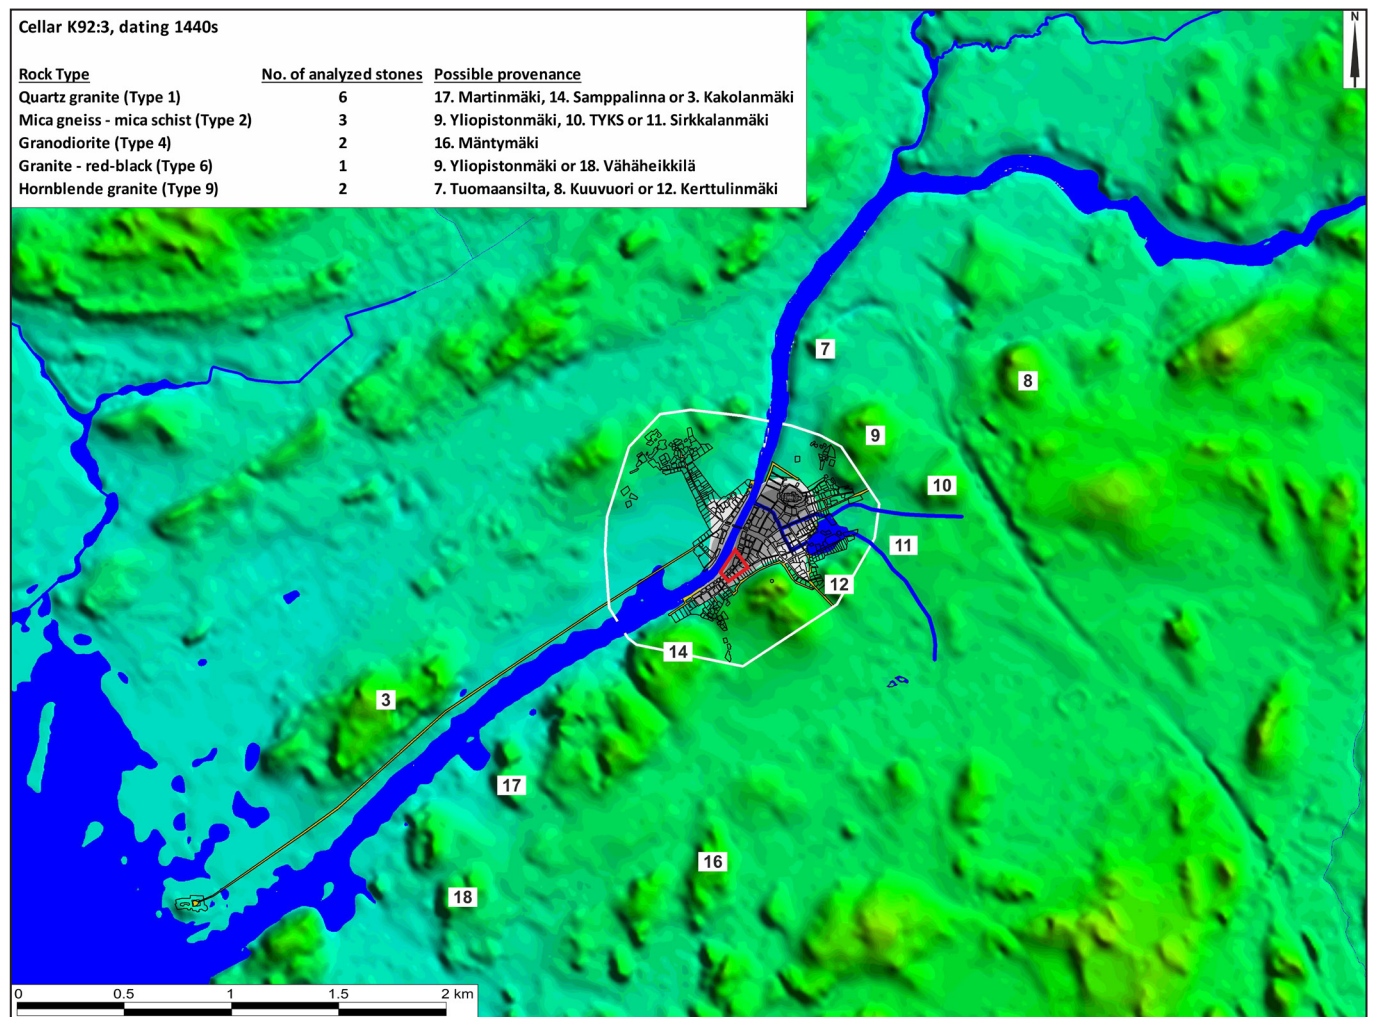 Cellar K92:3, dating 1440s
N
Rock Type No. of analyzed stones Possible provenance
Quartz granite (Type 1) 6 17. Martinmäki, 14. Samppalinna or 3. Kakolanmäki
Mica gneiss - mica schist (Type 2) 3 9. Yliopistonmäki, 10. TYKS or 11. Sirkkalanmäki
Granodiorite (Type 4) 2 16. Mäntymäki
Granite - red-black (Type 6) 1 9. Yliopistonmäki or 18. Vähäheikkilä
Hornblende granite (Type 9) 2 7. Tuomaansilta, 8. Kuuvuori or 12. Kerttulinmäki
7
8
9
10
11
12
14
3
17
16
18
0 0.5 1 1.5 2 km